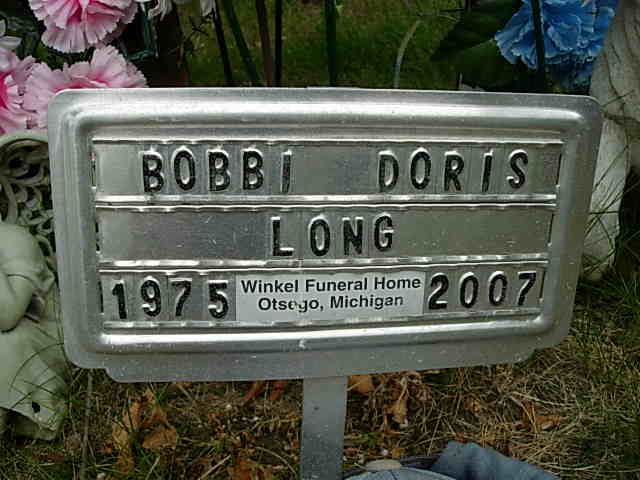 BOBBI DORIS
LONG
1975 Winkel Funeral Home 2007
Otsego, Michigan